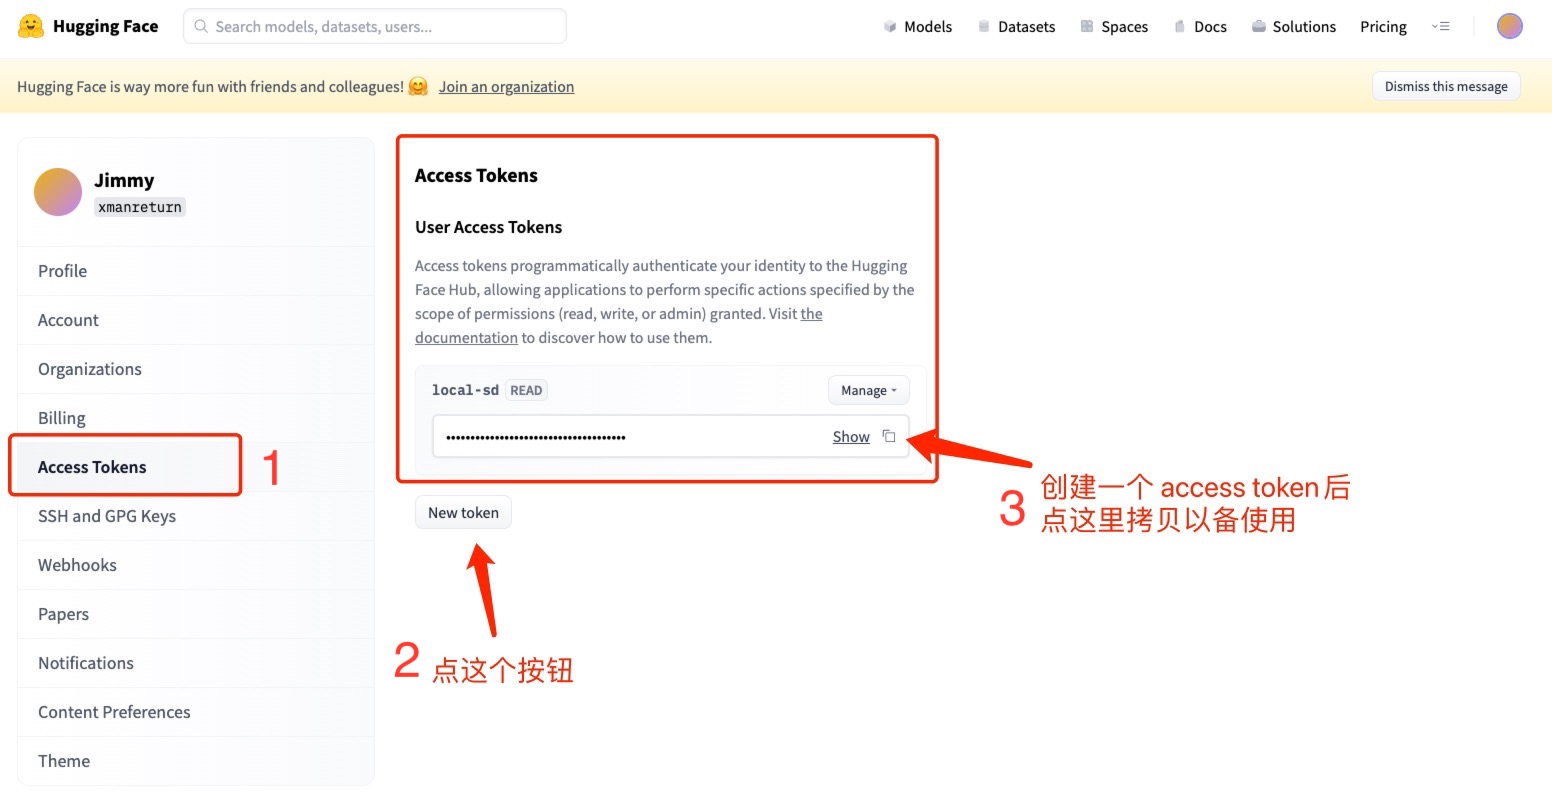 Hugging Face
Search models, datasets, users...
Models
Datasets
Spaces
Docs
Solutions
Pricing
Hugging Face is way more fun with friends and colleagues! 🤗 Join an organization
Dismiss this message
Jimmy
xmanreturn
Profile
Account
Organizations
Billing
Access Tokens
1
SSH and GPG Keys
Webhooks
Papers
Notifications
Content Preferences
Theme
Access Tokens
User Access Tokens
Access tokens programmatically authenticate your identity to the Hugging
Face Hub, allowing applications to perform specific actions specified by the
scope of permissions (read, write, or admin) granted. Visit the
documentation to discover how to use them.
local-sd READ
Manage
••••••••••••••••••••••••••••••••••••• Show
New token
2 点这个按钮
3 创建一个 access token后
点这里拷贝以备使用